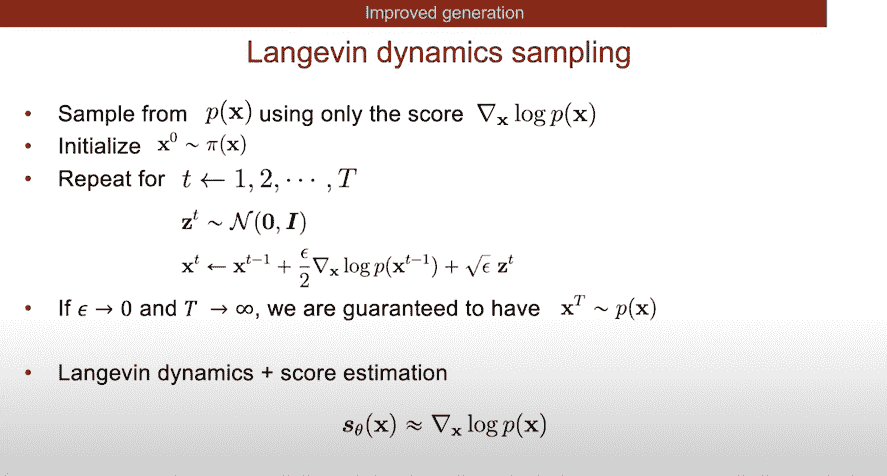 Improved generation
Langevin dynamics sampling
• Sample from p(x) using only the score ∇ₓ log p(x)
• Initialize x⁰ ∼ π(x)
• Repeat for t ← 1, 2, ⋯ , T
zᵗ ∼ 𝒩(0, I)
xᵗ ← xᵗ⁻¹ + ϵ/2 ∇ₓ log p(xᵗ⁻¹) + √ϵ zᵗ
• If ϵ → 0 and T → ∞, we are guaranteed to have xᵀ ∼ p(x)
• Langevin dynamics + score estimation
s_θ(x) ≈ ∇ₓ log p(x)